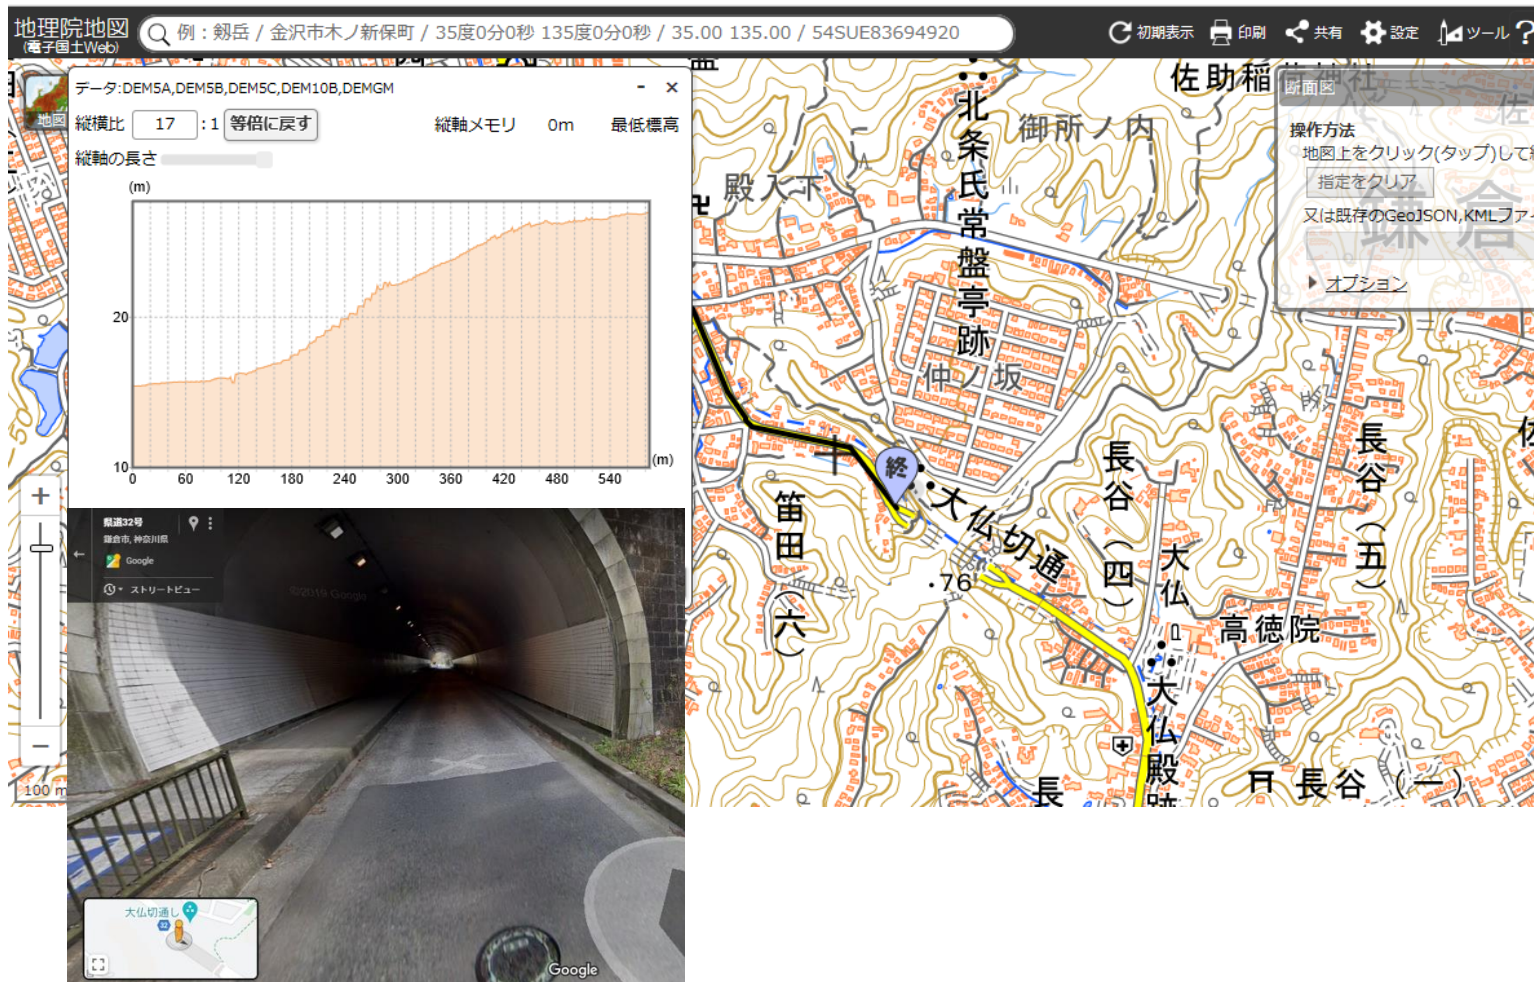 地理院地図
(電子国土Web)
例：剱岳 / 金沢市木ノ新保町 / 35度0分0秒 135度0分0秒 / 35.00 135.00 / 54SUE83694920
初期表示
印刷
共有
設定
ツール
?
地図
データ:DEM5A,DEM5B,DEM5C,DEM10B,DEMGM
- ×
縦横比 17 :1 等倍に戻す 縦軸メモリ 0m 最低標高
縦軸の長さ
(m)
20
10
0 60 120 180 240 300 360 420 480 540
(m)
+
−
100 m
断面図
操作方法
地図上をクリック(タップ)して
指定をクリア
又は既存のGeoJSON,KMLファイ
オプション
鎌倉
佐助稲荷神社
佐
御所ノ内
殿入下
北条氏常盤亭跡
仲ノ坂
終
大仏切通
笛田（六）
・76
長谷（四）
長谷（五）
大仏
高徳院
大仏殿跡
長谷（一）
長
県道32号
鎌倉市, 神奈川県
Google
ストリートビュー
©2019 Google
大仏切通し
32
Google